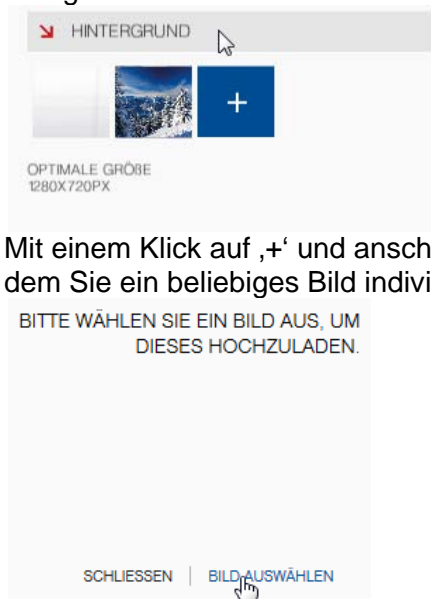 HINTERGRUND
+
OPTIMALE GRÖßE
1280X720PX
Mit einem Klick auf ‚+‘ und ansch
dem Sie ein beliebiges Bild indivi
BITTE WÄHLEN SIE EIN BILD AUS, UM
DIESES HOCHZULADEN.
SCHLIESSEN | BILD AUSWÄHLEN